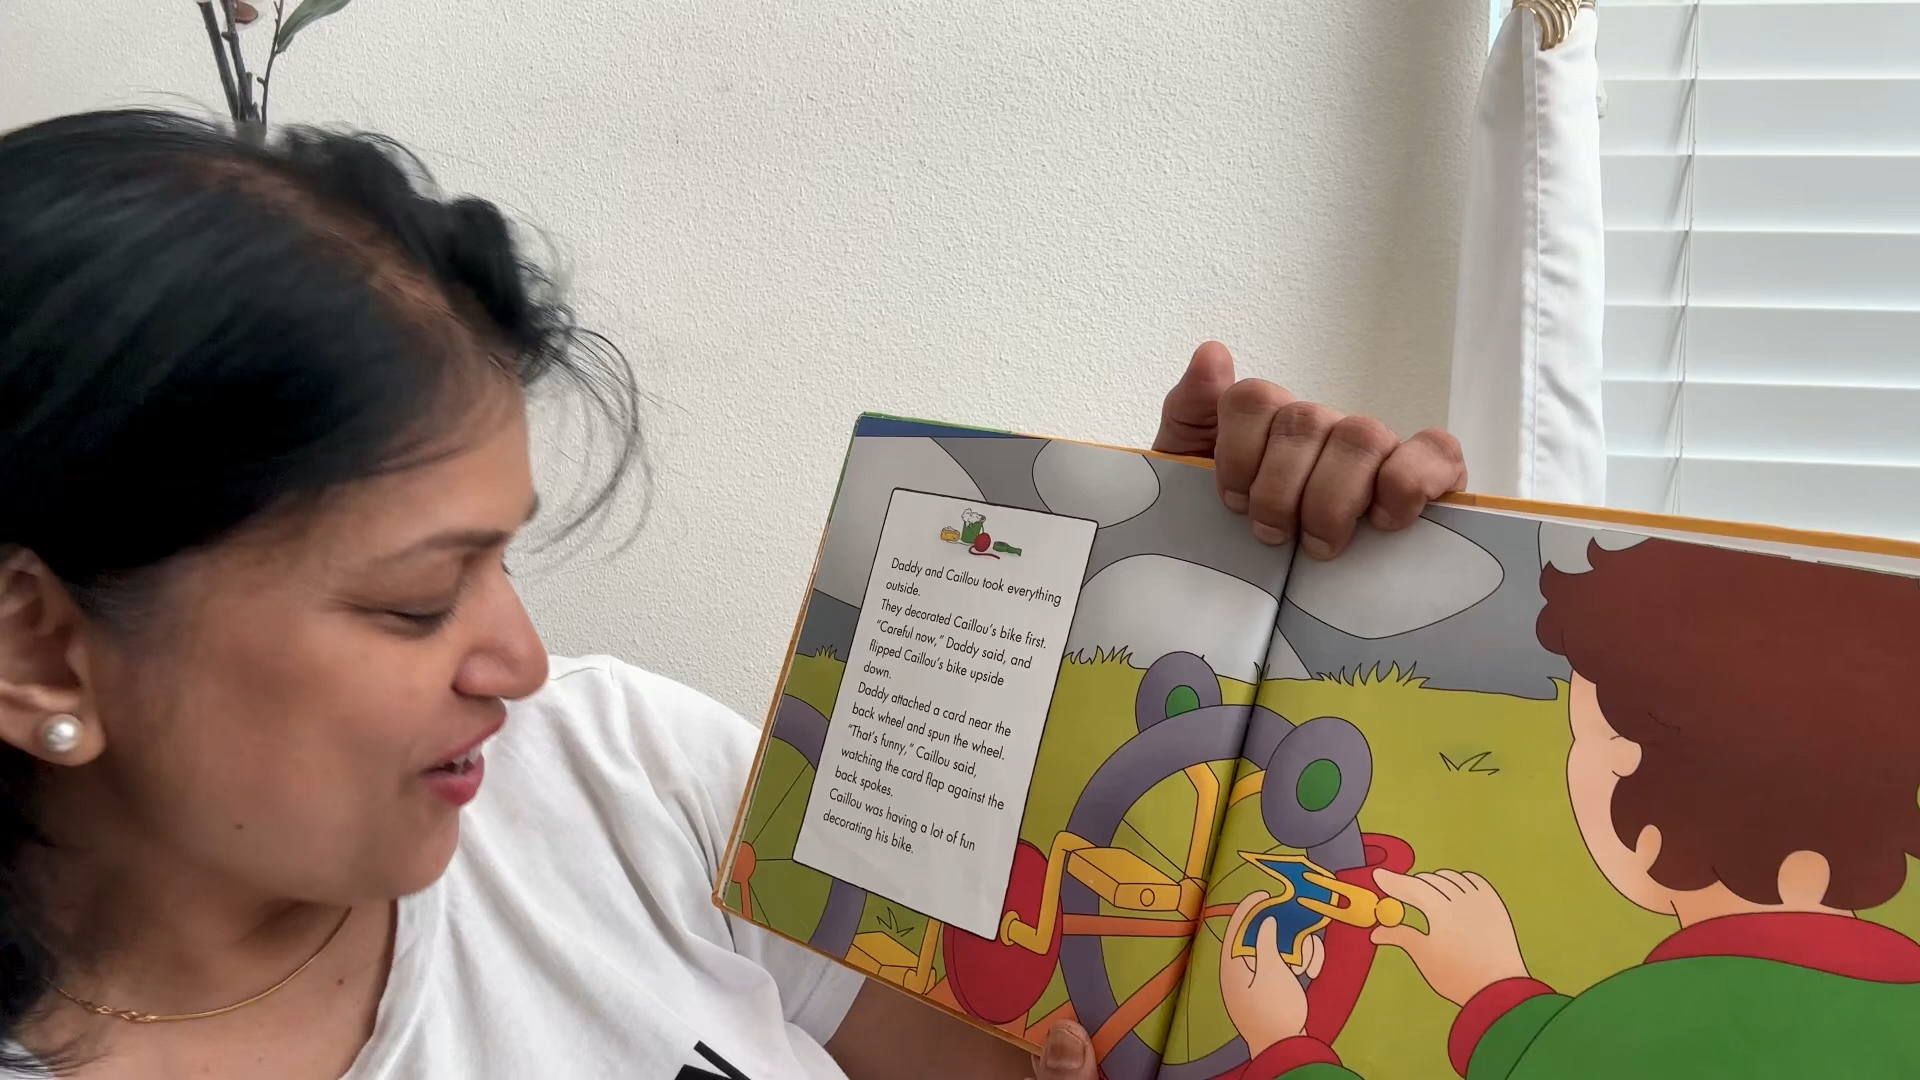 Daddy and Caillou took everything
outside.
They decorated Caillou's bike first.
"Careful now," Daddy said, and
flipped Caillou's bike upside
down.
Daddy attached a card near the
back wheel and spun the wheel.
"That's funny," Caillou said,
watching the card flap against the
back spokes.
Caillou was having a lot of fun
decorating his bike.